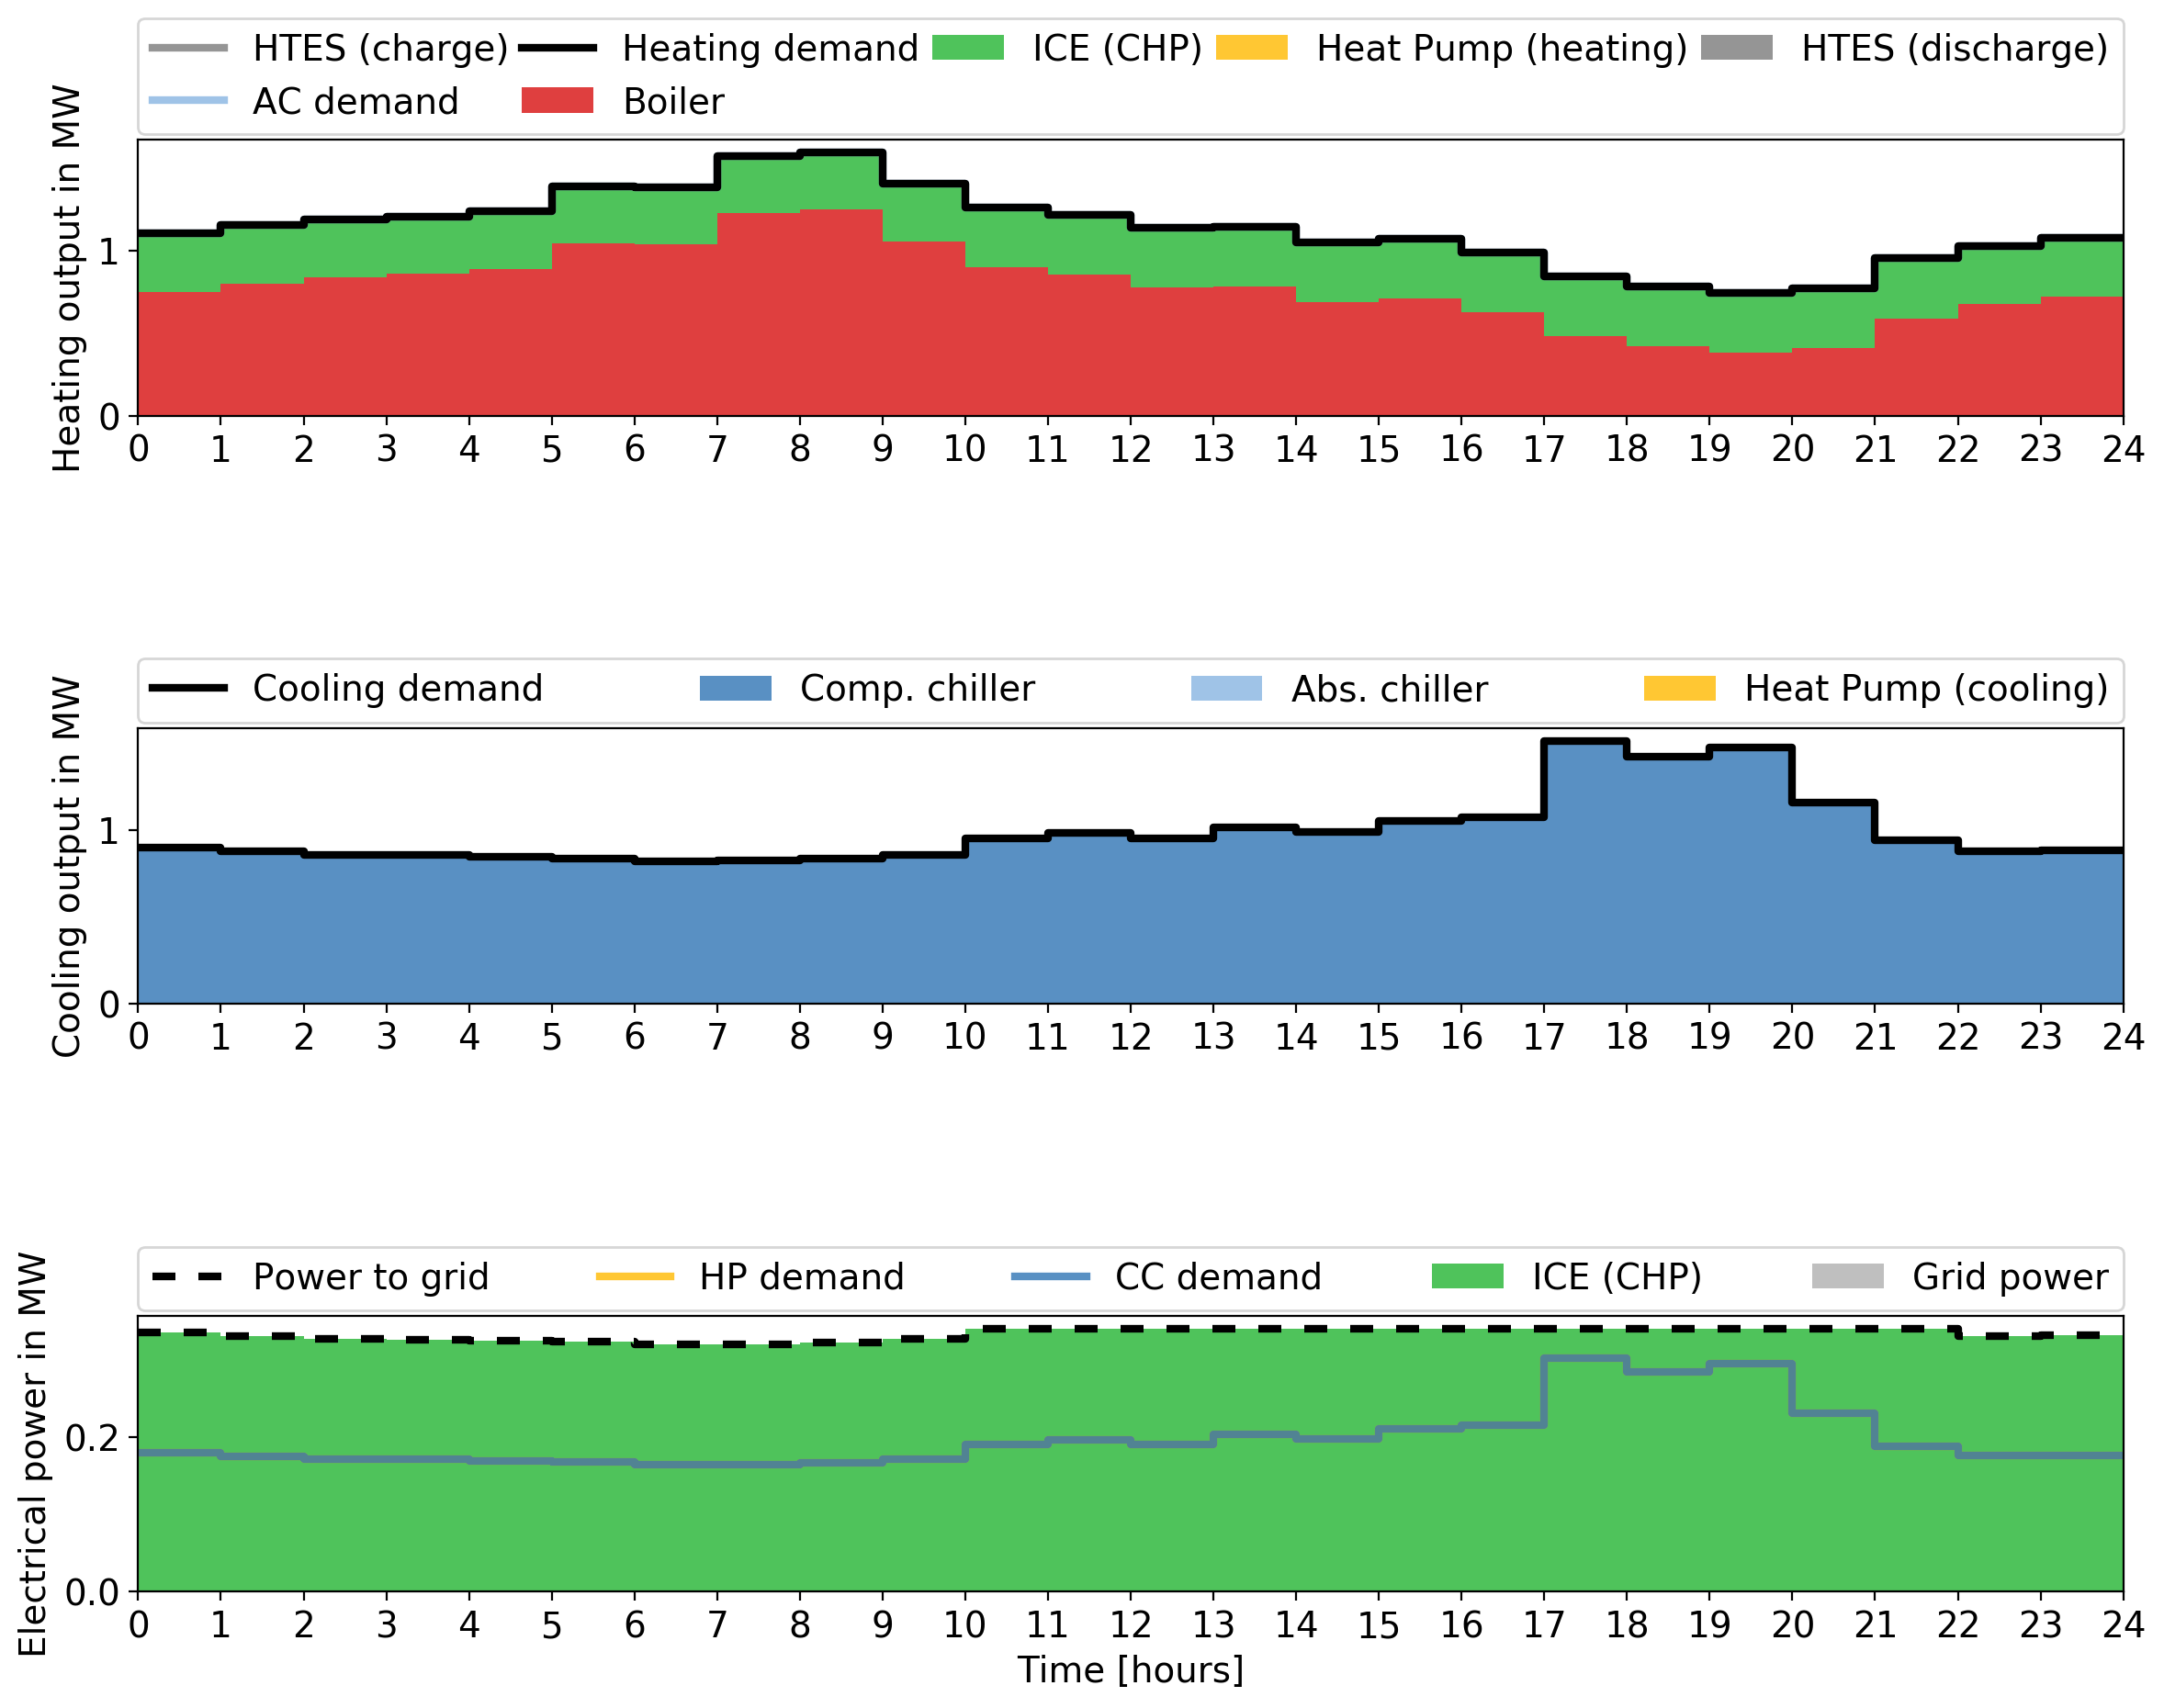 HTES (charge) Heating demand ICE (CHP) Heat Pump (heating) HTES (discharge)
AC demand Boiler
Heating output in MW
1
0
0 1 2 3 4 5 6 7 8 9 10 11 12 13 14 15 16 17 18 19 20 21 22 23 24
Cooling demand Comp. chiller Abs. chiller Heat Pump (cooling)
Cooling output in MW
1
0
0 1 2 3 4 5 6 7 8 9 10 11 12 13 14 15 16 17 18 19 20 21 22 23 24
Power to grid HP demand CC demand ICE (CHP) Grid power
Electrical power in MW
0.2
0.0
0 1 2 3 4 5 6 7 8 9 10 11 12 13 14 15 16 17 18 19 20 21 22 23 24
Time [hours]